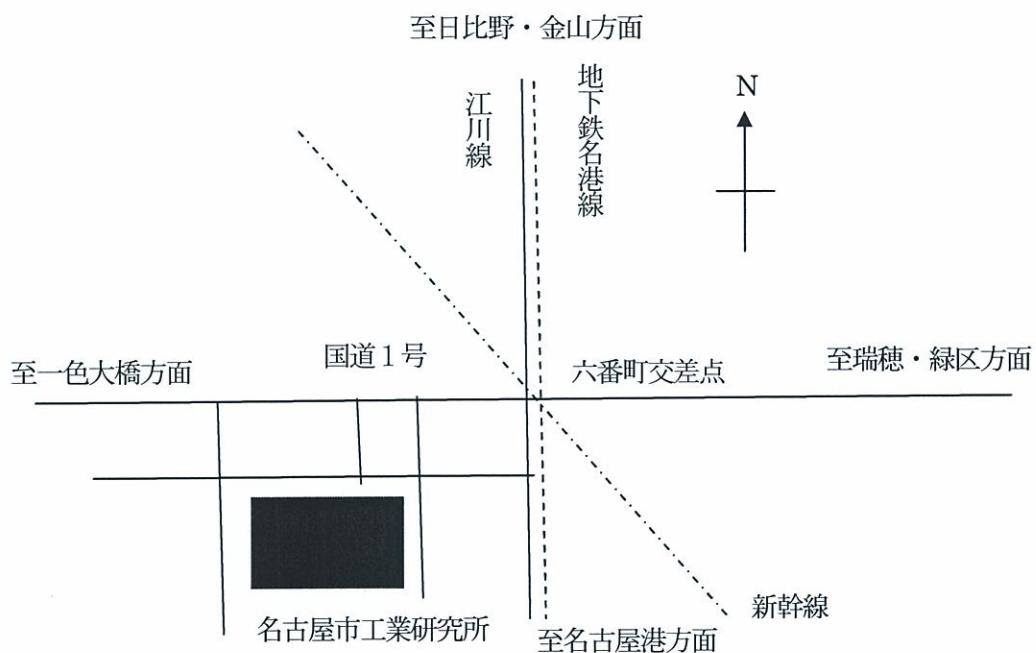 至日比野・金山方面
江川線
地下鉄名港線
N
国道１号
至一色大橋方面
六番町交差点
至瑞穂・緑区方面
新幹線
名古屋市工業研究所
至名古屋港方面